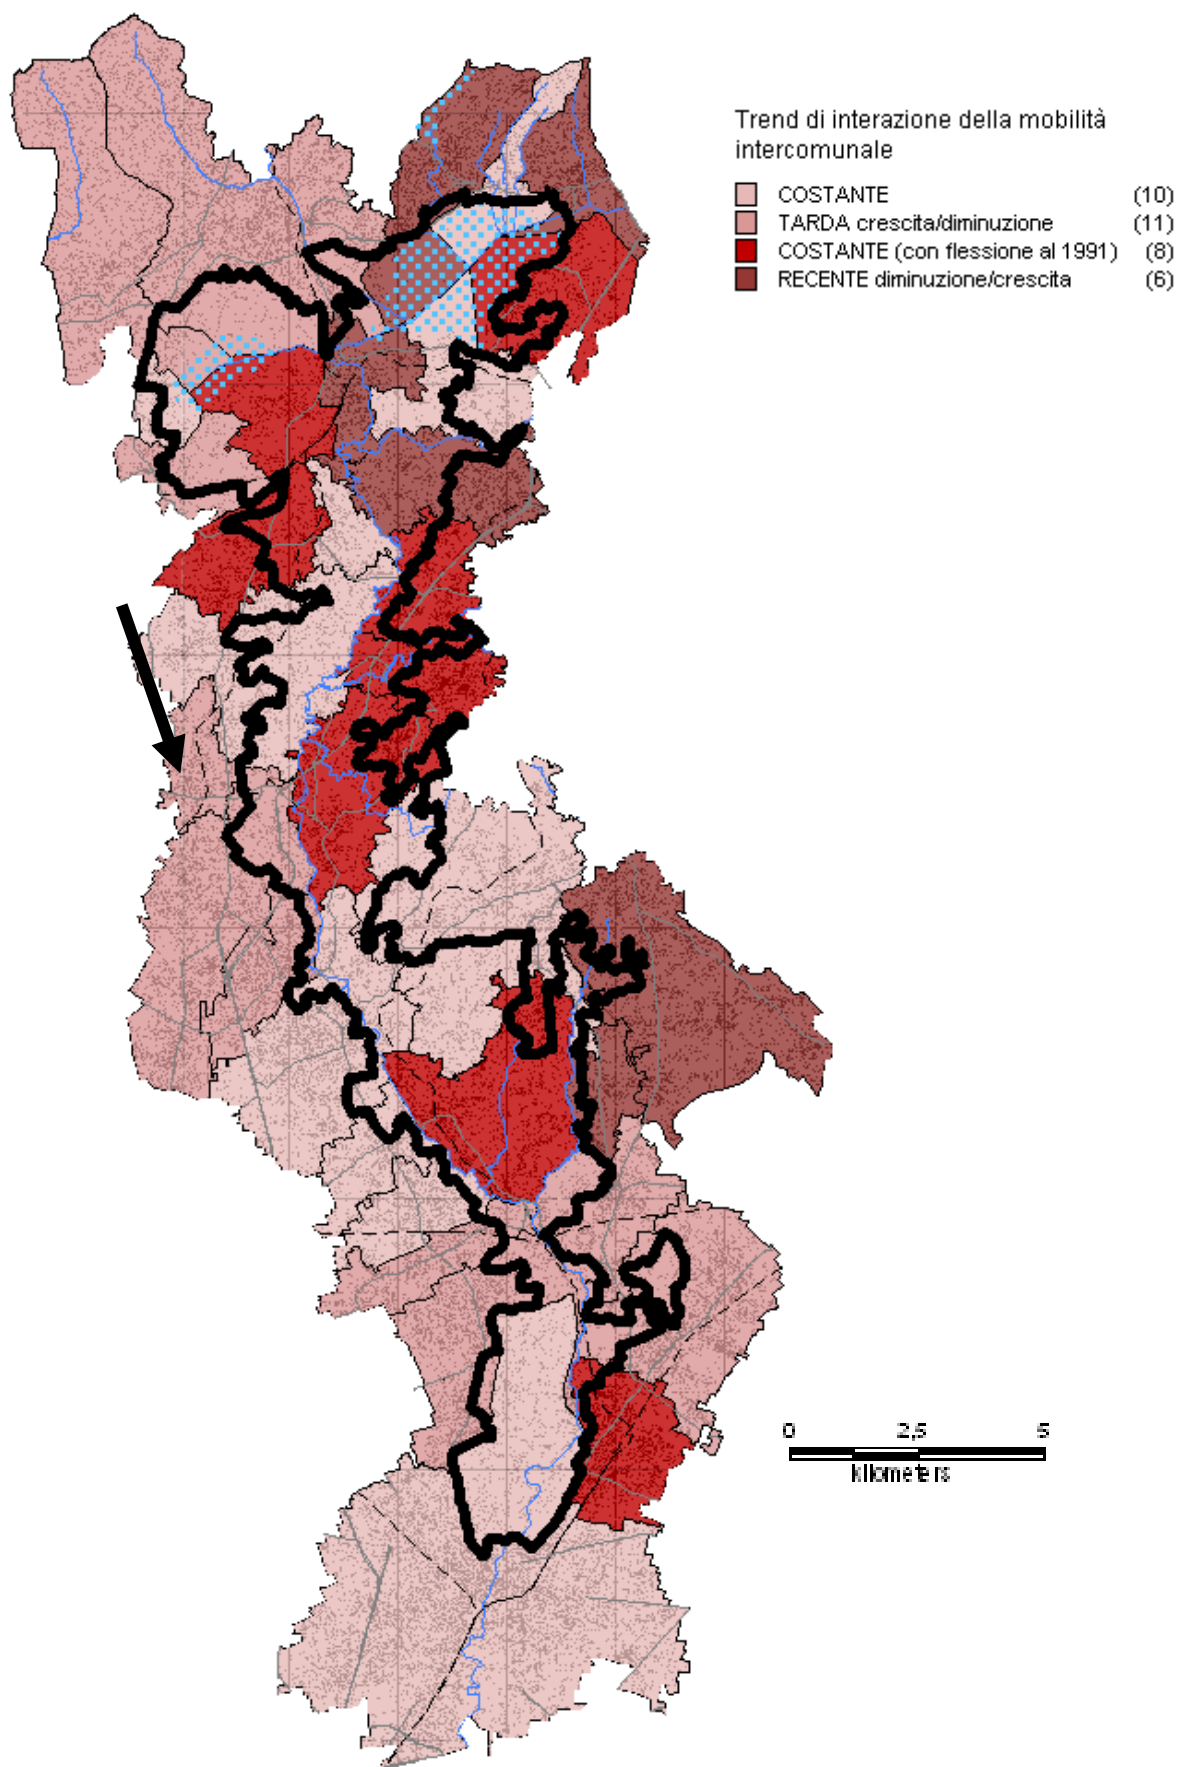 Trend di interazione della mobilità
intercomunale
COSTANTE (10)
TARDA crescita/diminuzione (11)
COSTANTE (con flessione al 1991) (8)
RECENTE diminuzione/crescita (6)
0 2,5 5
kilometers